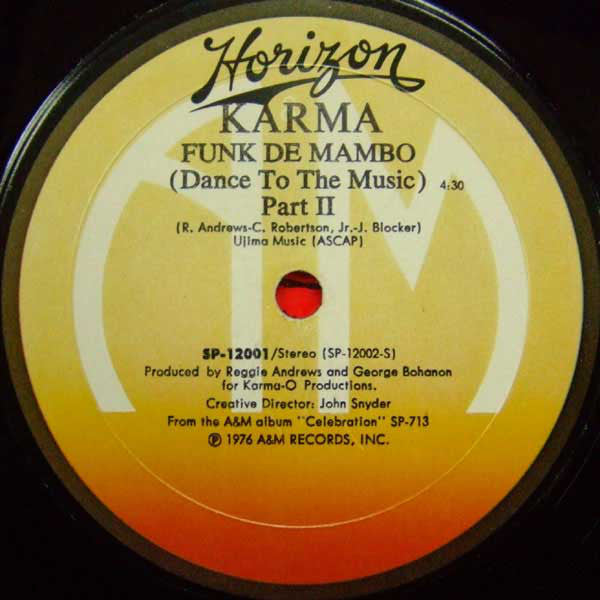 Horizon
KARMA
FUNK DE MAMBO
(Dance To The Music) 4:30
Part II
(R. Andrews-C. Robertson, Jr.-J. Blocker)
Ujima Music (ASCAP)
SP-12001/Stereo (SP-12002-S)
Produced by Reggie Andrews and George Bohanon
for Karma-O Productions.
Creative Director: John Snyder
From the A&M album "Celebration" SP-713
℗ 1976 A&M RECORDS, INC.
AM